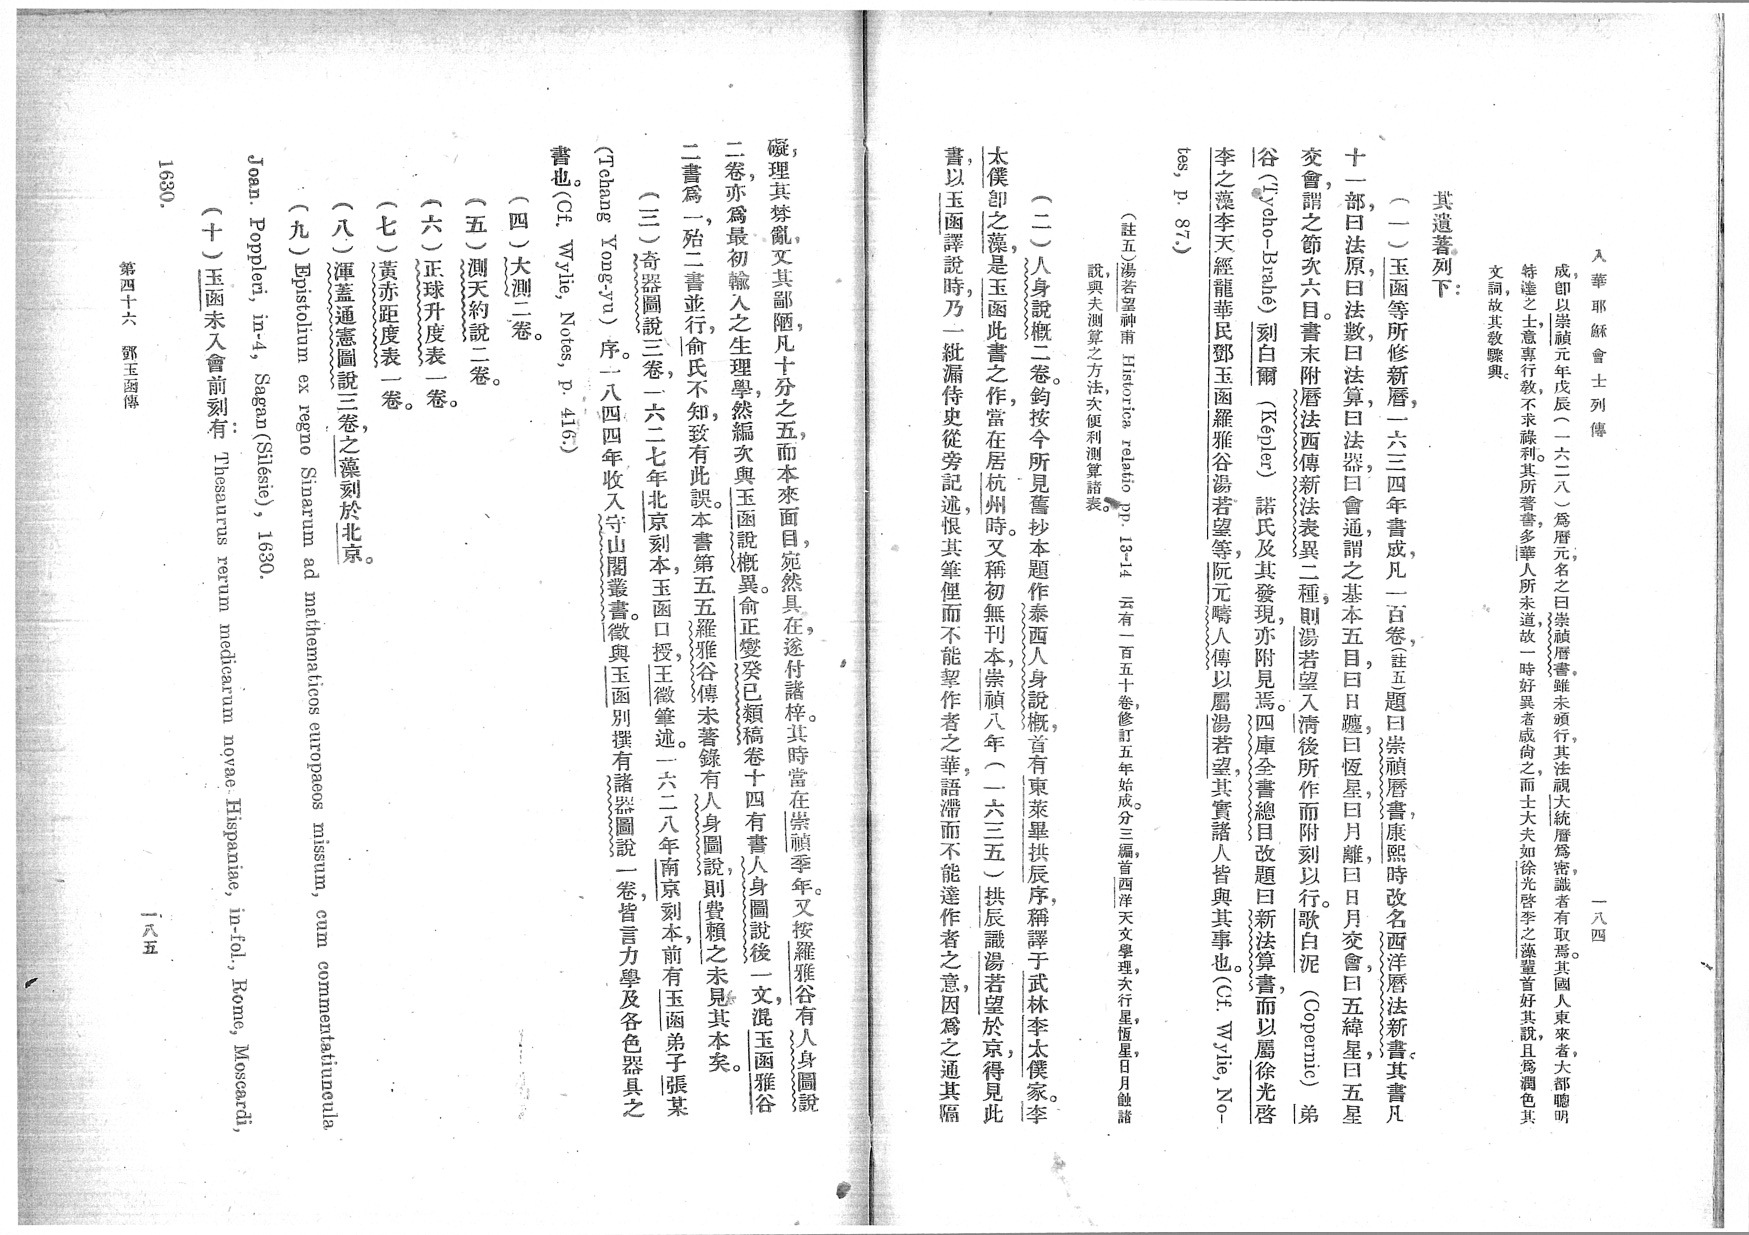 入華耶穌會士列傳
一八四
成,卽以崇禎元年戊辰(一六二八)爲曆元,名之曰崇禎曆書,雖未頒行,其法視大統曆爲密,識者有取焉。其國人東來者,大都聰明
特達之士,意專行敎,不求祿利。其所著書,多華人所未道,故一時好異者咸尙之,而士大夫如徐光啓李之藻輩首好其說,且爲潤色其
文詞,故其敎驟興。
其遺著列下:
(一)玉函等所修新曆,一六三四年書成,凡一百卷,(註五)題曰崇禎曆書,康熙時改名西洋曆法新書。其書凡
十一部,曰法原,曰法數,曰法算,曰法器,曰會通,謂之基本五目,曰日躔,曰恆星,曰月離,曰日月交會,曰五緯星,曰五星
交會,謂之節次六目。書末附曆法西傳新法表異二種,則湯若望入淸後所作而附刻以行。歌白泥 (Copernic) 弟
谷 (Tycho-Brahé) 刻白爾 (Képler) 諾氏及其發現,亦附見焉。四庫全書總目改題曰新法算書,而以屬徐光啓
李之藻李天經龍華民鄧玉函羅雅谷湯若望等,阮元疇人傳以屬湯若望,其實諸人皆與其事也。(Cf. Wylie, No-
tes, p. 87.)
(註五)湯若望神甫 Historica relatio pp. 13-14 云有一百五十卷,修訂五年始成。分三編,首西洋天文學理,次行星,恆星,日月蝕諸
說,與夫測算之方法,次便利測算諸表。
(二)人身說概二卷。鈞按今所見舊抄本題作泰西人身說概,首有東萊畢拱辰序,稱譯于武林李太僕家。李
太僕卽之藻,是玉函此書之作,當在居杭州時。又稱初無刊本,崇禎八年(一六三五)拱辰識湯若望於京,得見此
書,以玉函譯說時,乃一紕漏侍史從旁記述,恨其筆俚而不能挈作者之華,語滯而不能達作者之意,因爲之通其隔
礙,理其棼亂,文其鄙陋,凡十分之五,而本來面目,宛然具在,遂付諸梓。其時當在崇禎季年。又按羅雅谷有人身圖說
二卷,亦爲最初輸入之生理學,然編次與玉函說概異。俞正燮癸巳類稿卷十四有書人身圖說後一文,混玉函雅谷
二書爲一,殆二書並行,俞氏不知,致有此誤。本書第五五羅雅谷傳未著錄有人身圖說,則費賴之未見其本矣。
(三)奇器圖說三卷,一六二七年北京刻本,玉函口授,王徵筆述。一六二八年南京刻本,前有玉函弟子張某
(Tchang Yong-yu) 序。一八四四年收入守山閣叢書。徵與玉函別撰有諸器圖說一卷,皆言力學及各色器具之
書也。(Cf. Wylie, Notes, p. 416.)
(四)大測二卷。
(五)測天約說二卷。
(六)正球升度表一卷。
(七)黃赤距度表一卷。
(八)渾蓋通憲圖說三卷,之藻刻於北京。
(九)Epistolium ex regno Sinarum ad mathematicos europaeos missum, cum commentatiuncula
Joan. Poppleri, in-4, Sagan (Silésie), 1630.
(十)玉函未入會前刻有: Thesaurus rerum medicarum novae Hispaniae, in-fol., Rome, Moscardi,
1630.
第四十六 鄧玉函傳
一八五